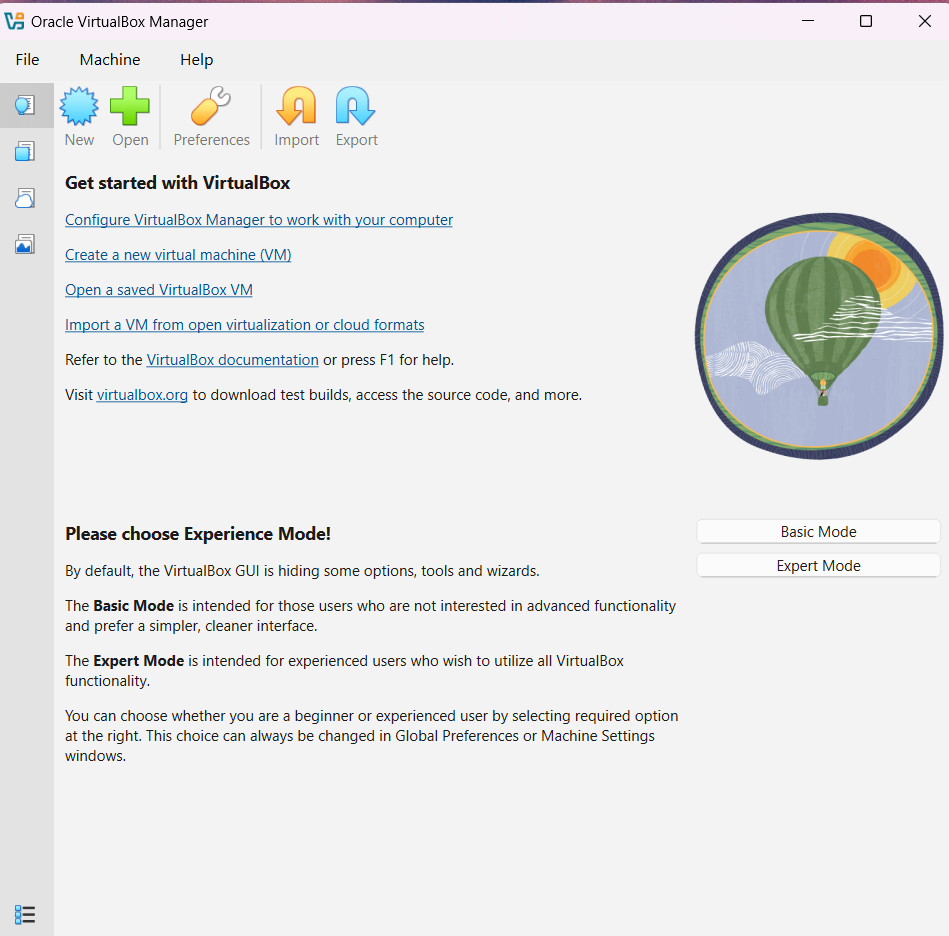 Oracle VirtualBox Manager
File Machine Help
New Open Preferences Import Export
Get started with VirtualBox
Configure VirtualBox Manager to work with your computer
Create a new virtual machine (VM)
Open a saved VirtualBox VM
Import a VM from open virtualization or cloud formats
Refer to the VirtualBox documentation or press F1 for help.
Visit virtualbox.org to download test builds, access the source code, and more.
Please choose Experience Mode!
Basic Mode
Expert Mode
By default, the VirtualBox GUI is hiding some options, tools and wizards.
The Basic Mode is intended for those users who are not interested in advanced functionality
and prefer a simpler, cleaner interface.
The Expert Mode is intended for experienced users who wish to utilize all VirtualBox
functionality.
You can choose whether you are a beginner or experienced user by selecting required option
at the right. This choice can always be changed in Global Preferences or Machine Settings
windows.